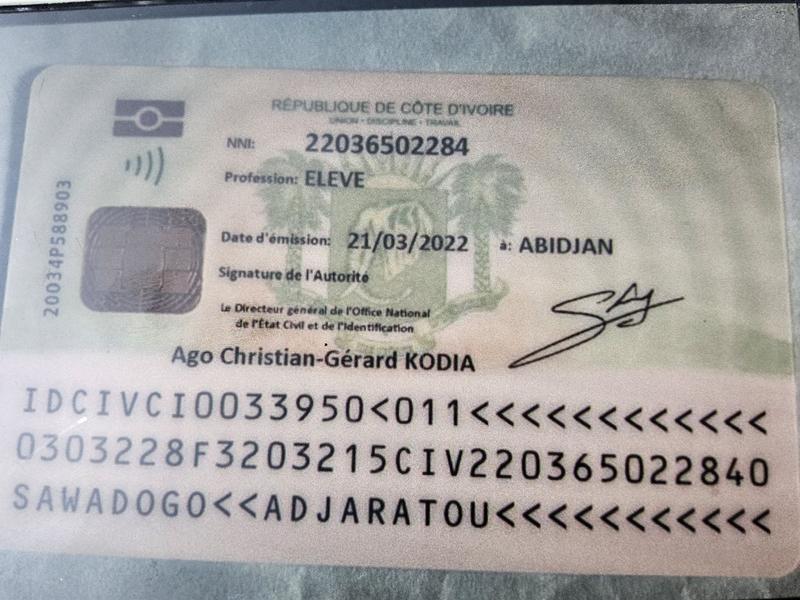 RÉPUBLIQUE DE CÔTE D'IVOIRE
UNION - DISCIPLINE - TRAVAIL
NNI: 22036502284
Profession: ELEVE
20034P588903
Date d'émission: 21/03/2022 à: ABIDJAN
Signature de l'Autorité
Le Directeur général de l'Office National
de l'État Civil et de l'Identification
Ago Christian-Gérard KODIA
IDCIVCI0033950<011<<<<<<<<<<<<
0303228F3203215CIV220365022840
SAWADOGO<<ADJARATOU<<<<<<<<<<<